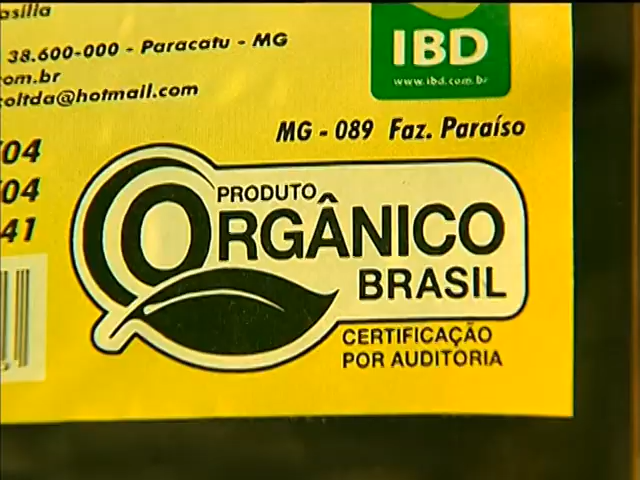 38.600-000 - Paracatu - MG
om.br
oltda@hotmail.com
IBD
www.ibd.com.br
MG - 089 Faz. Paraíso
/04
/04
41
PRODUTO
ORGÂNICO
BRASIL
CERTIFICAÇÃO
POR AUDITORIA